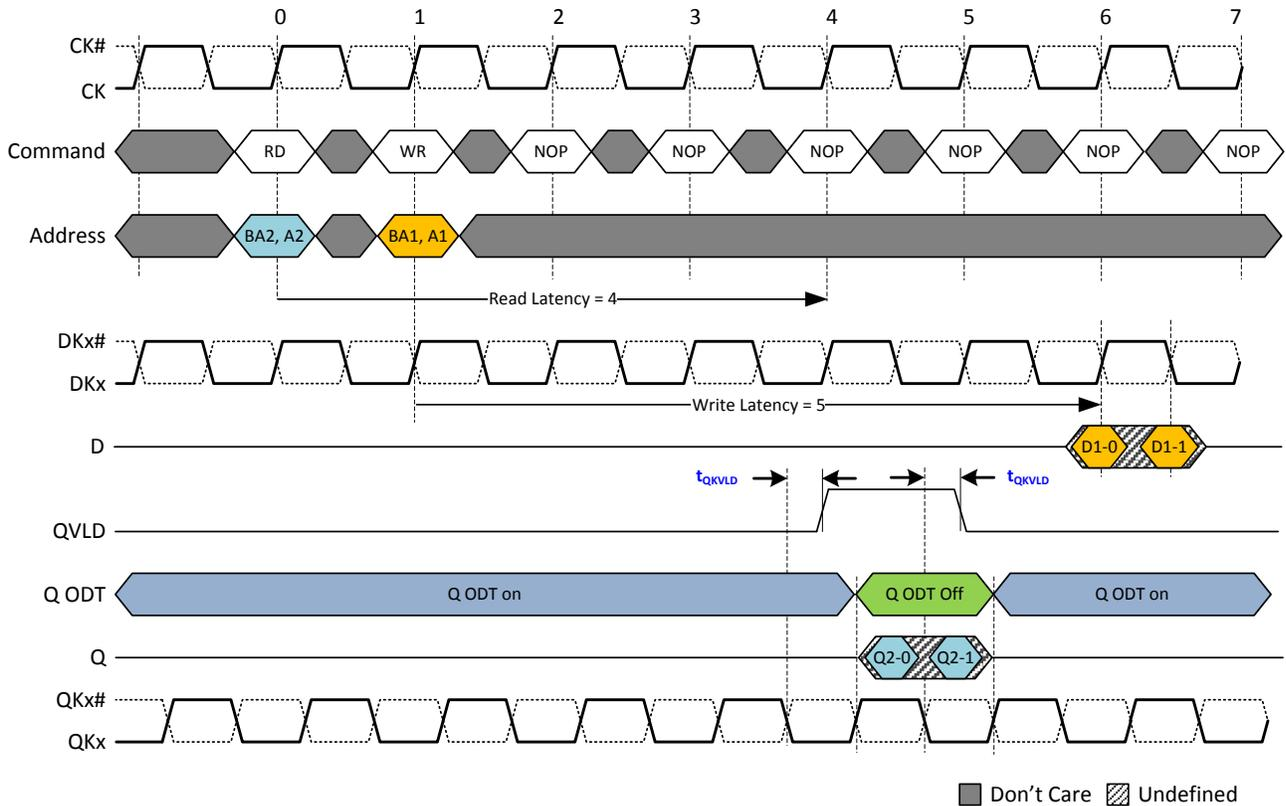 0 1 2 3 4 5 6 7
CK#
CK
Command RD WR NOP NOP NOP NOP NOP NOP
Address BA2, A2 BA1, A1
Read Latency = 4
DKx#
DKx
Write Latency = 5
D D1-0 D1-1
tQKVLD tQKVLD
QVLD
Q ODT Q ODT on Q ODT Off Q ODT on
Q Q2-0 Q2-1
QKx#
QKx
Don't Care Undefined